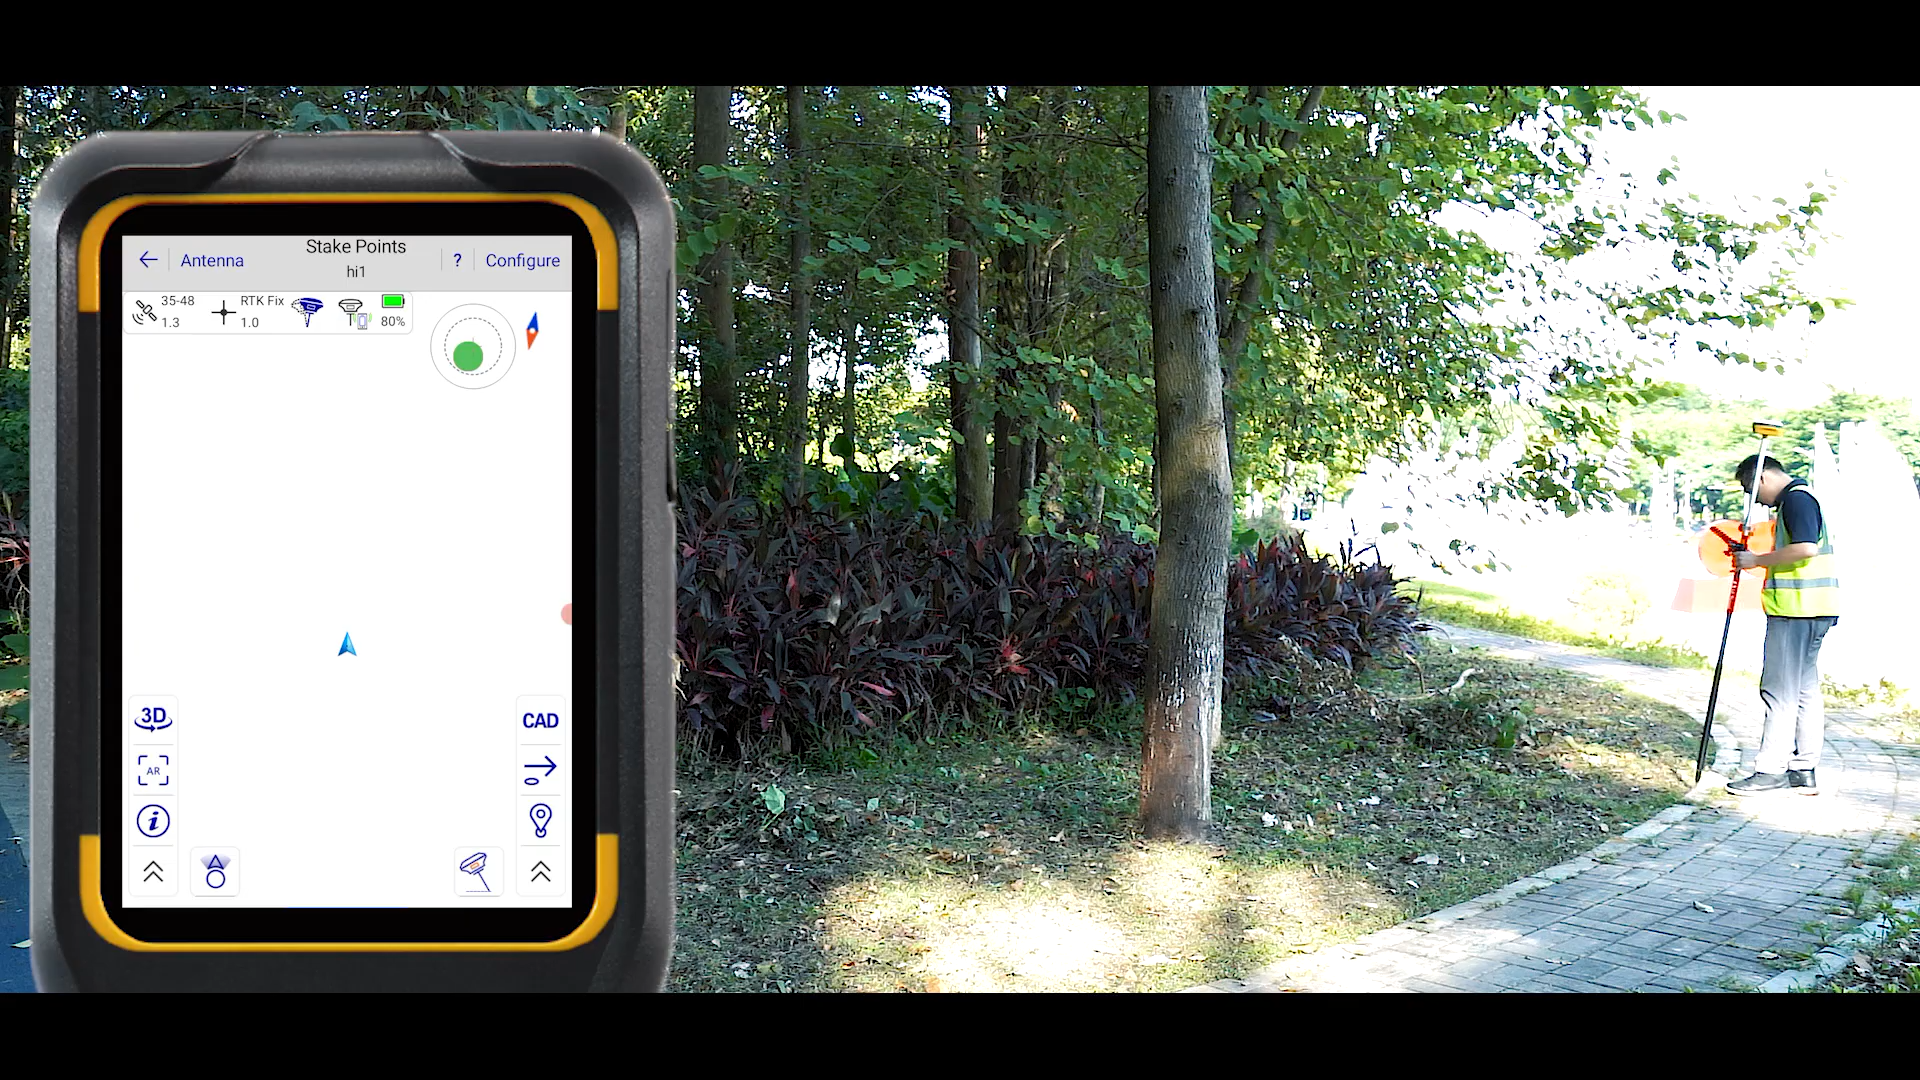 Antenna
Stake Points
hi1
?
Configure
35-48
1.3
RTK Fix
1.0
80%
3D
AR
i
CAD